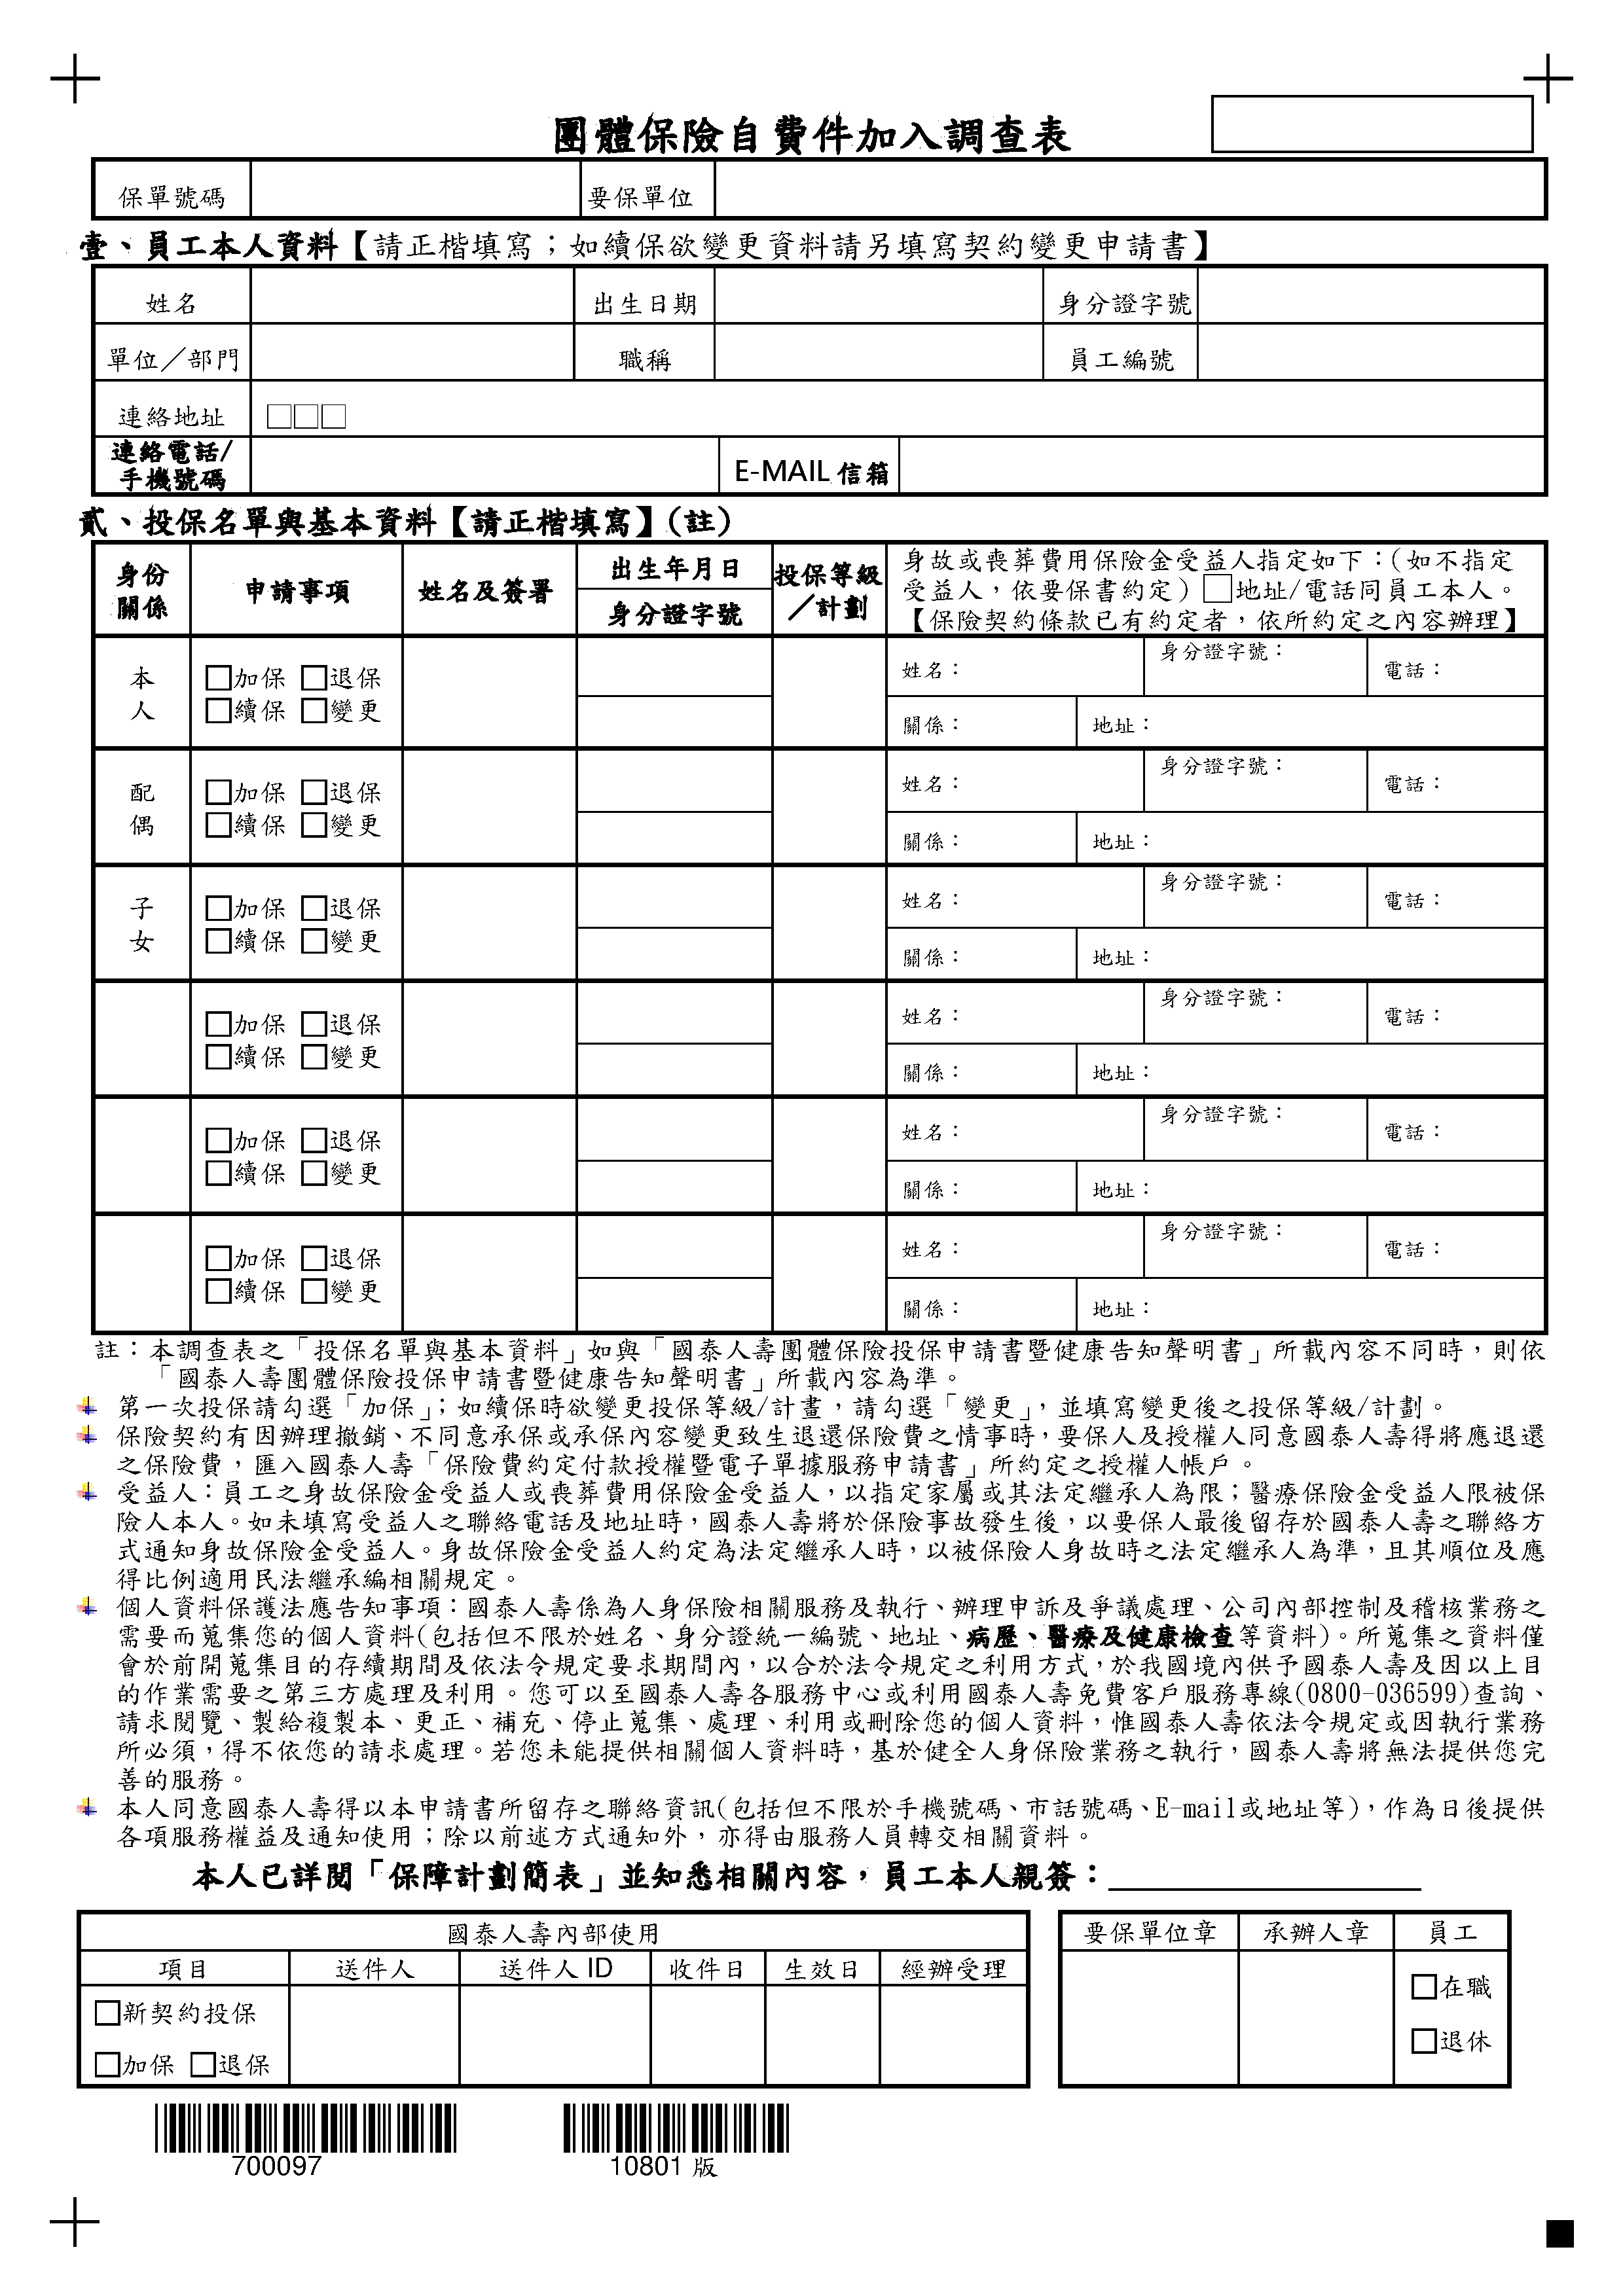 團體保險自費件加入調查表
保單號碼 要保單位
壹、員工本人資料【請正楷填寫；如續保欲變更資料請另填寫契約變更申請書】
姓名 出生日期 身分證字號
單位／部門 職稱 員工編號
連絡地址 □□□
連絡電話/
手機號碼 E-MAIL 信箱
貳、投保名單與基本資料【請正楷填寫】(註)
身份
關係
申請事項
姓名及簽署
出生年月日
身分證字號
投保等級
／計劃
身故或喪葬費用保險金受益人指定如下：(如不指定
受益人，依要保書約定) □地址/電話同員工本人。
【保險契約條款已有約定者，依所約定之內容辦理】
本
人
□加保 □退保
□續保 □變更
姓名： 身分證字號： 電話：
關係： 地址：
配
偶
□加保 □退保
□續保 □變更
姓名： 身分證字號： 電話：
關係： 地址：
子
女
□加保 □退保
□續保 □變更
姓名： 身分證字號： 電話：
關係： 地址：
□加保 □退保
□續保 □變更
姓名： 身分證字號： 電話：
關係： 地址：
□加保 □退保
□續保 □變更
姓名： 身分證字號： 電話：
關係： 地址：
□加保 □退保
□續保 □變更
姓名： 身分證字號： 電話：
關係： 地址：
註：本調查表之「投保名單與基本資料」如與「國泰人壽團體保險投保申請書暨健康告知聲明書」所載內容不同時，則依
「國泰人壽團體保險投保申請書暨健康告知聲明書」所載內容為準。
第一次投保請勾選「加保」；如續保時欲變更投保等級/計畫，請勾選「變更」，並填寫變更後之投保等級/計劃。
保險契約有因辦理撤銷、不同意承保或承保內容變更致生退還保險費之情事時，要保人及授權人同意國泰人壽得將應退還
之保險費，匯入國泰人壽「保險費約定付款授權暨電子單據服務申請書」所約定之授權人帳戶。
受益人：員工之身故保險金受益人或喪葬費用保險金受益人，以指定家屬或其法定繼承人為限；醫療保險金受益人限被保
險人本人。如未填寫受益人之聯絡電話及地址時，國泰人壽將於保險事故發生後，以要保人最後留存於國泰人壽之聯絡方
式通知身故保險金受益人。身故保險金受益人約定為法定繼承人時，以被保險人身故時之法定繼承人為準，且其順位及應
得比例適用民法繼承編相關規定。
個人資料保護法應告知事項：國泰人壽係為人身保險相關服務及執行、辦理申訴及爭議處理、公司內部控制及稽核業務之
需要而蒐集您的個人資料(包括但不限於姓名、身分證統一編號、地址、病歷、醫療及健康檢查等資料)。所蒐集之資料僅
會於前開蒐集目的存續期間及依法令規定要求期間內，以合於法令規定之利用方式，於我國境內供予國泰人壽及因以上目
的作業需要之第三方處理及利用。您可以至國泰人壽各服務中心或利用國泰人壽免費客戶服務專線(0800-036599)查詢、
請求閱覽、製給複製本、更正、補充、停止蒐集、處理、利用或刪除您的個人資料，惟國泰人壽依法令規定或因執行業務
所必須，得不依您的請求處理。若您未能提供相關個人資料時，基於健全人身保險業務之執行，國泰人壽將無法提供您完
善的服務。
本人同意國泰人壽得以本申請書所留存之聯絡資訊(包括但不限於手機號碼、市話號碼、E-mail或地址等)，作為日後提供
各項服務權益及通知使用；除以前述方式通知外，亦得由服務人員轉交相關資料。
本人已詳閱「保障計劃簡表」並知悉相關內容，員工本人親簽：
國泰人壽內部使用
項目 送件人 送件人 ID 收件日 生效日 經辦受理
□新契約投保
□加保 □退保
要保單位章 承辦人章 員工
□在職
□退休
700097 10801 版